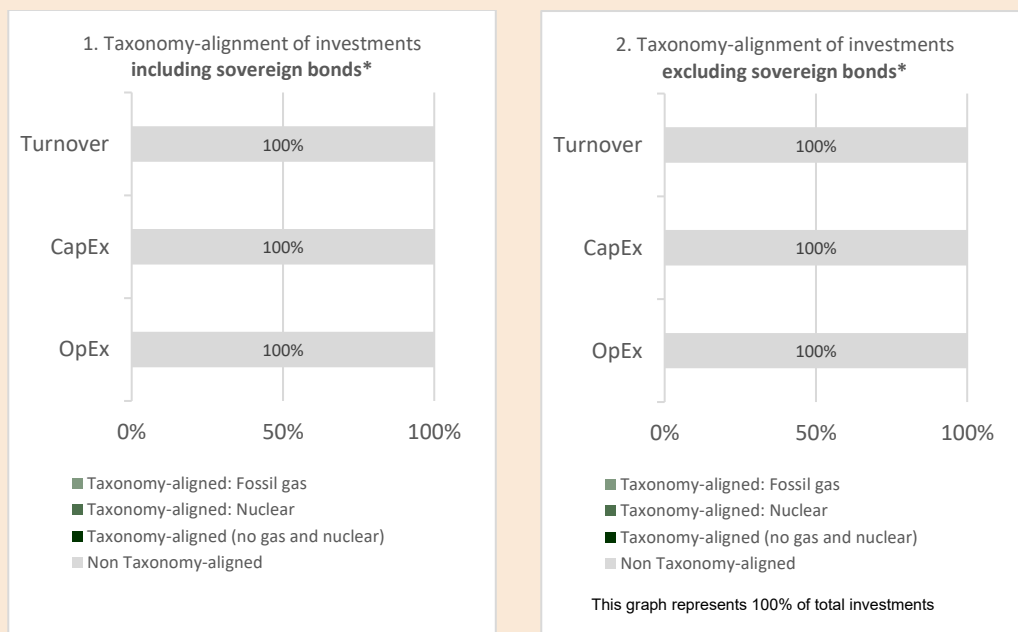 1. Taxonomy-alignment of investments
including sovereign bonds*
Turnover
100%
CapEx
100%
OpEx
100%
0%
50%
100%
Taxonomy-aligned: Fossil gas
Taxonomy-aligned: Nuclear
Taxonomy-aligned (no gas and nuclear)
Non Taxonomy-aligned
2. Taxonomy-alignment of investments
excluding sovereign bonds*
Turnover
100%
CapEx
100%
OpEx
100%
0%
50%
100%
Taxonomy-aligned: Fossil gas
Taxonomy-aligned: Nuclear
Taxonomy-aligned (no gas and nuclear)
Non Taxonomy-aligned
This graph represents 100% of total investments